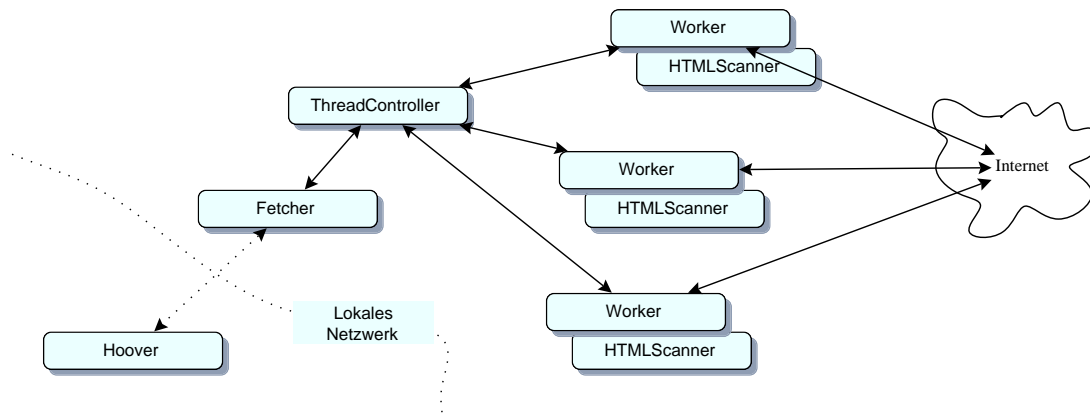 Worker
HTMLScanner
ThreadController
Worker
HTMLScanner
Internet
Fetcher
Worker
HTMLScanner
Lokales
Netzwerk
Hoover